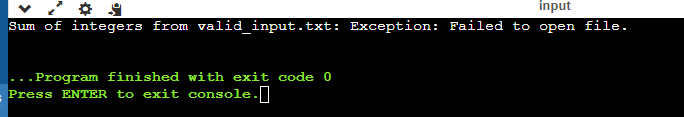 input
Sum of integers from valid_input.txt: Exception: Failed to open file.
...Program finished with exit code 0
Press ENTER to exit console.